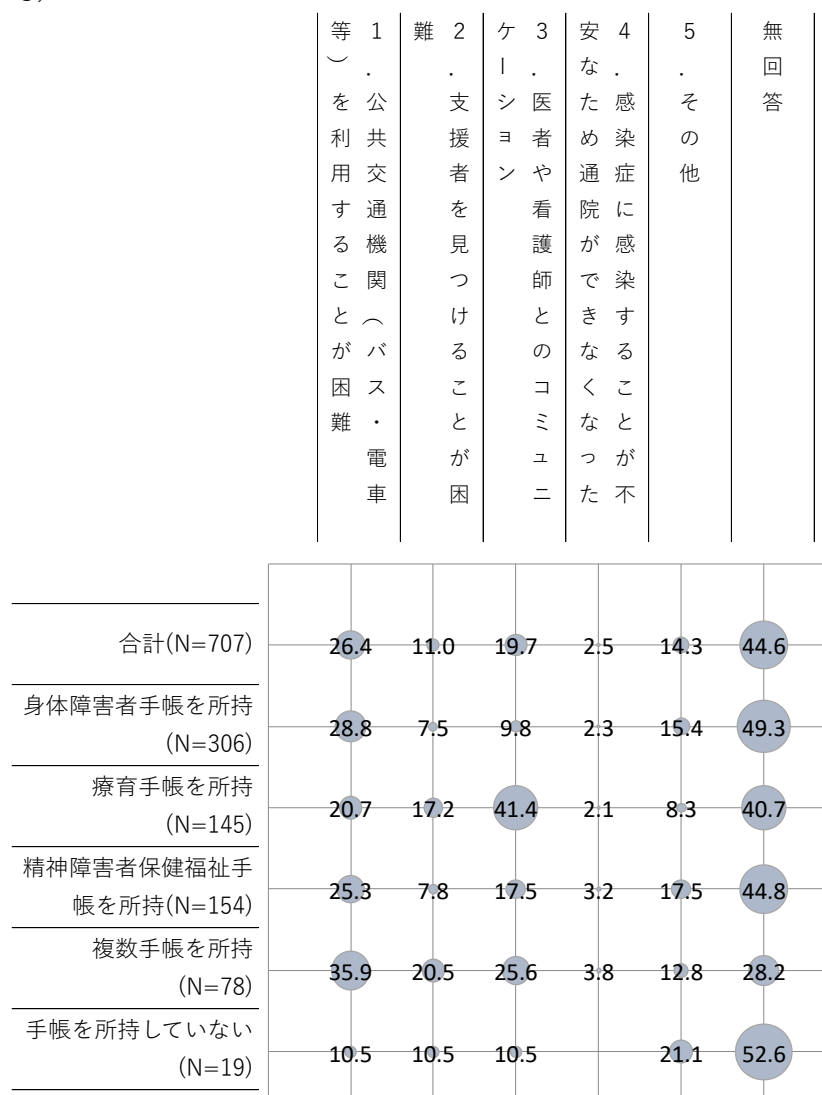 1.公共交通機関（バス・電車
等）を利用することが困難
2.支援者を見つけることが困
難
3.医者や看護師とのコミュニ
ケーション
4.感染症に感染することが不
安なため通院ができなくなった
5.その他
無回答
合計(N=707)
26.4 11.0 19.7 2.5 14.3 44.6
身体障害者手帳を所持
(N=306)
28.8 7.5 9.8 2.3 15.4 49.3
療育手帳を所持
(N=145)
20.7 17.2 41.4 2.1 8.3 40.7
精神障害者保健福祉手
帳を所持(N=154)
25.3 7.8 17.5 3.2 17.5 44.8
複数手帳を所持
(N=78)
35.9 20.5 25.6 3.8 12.8 28.2
手帳を所持していない
(N=19)
10.5 10.5 10.5 21.1 52.6